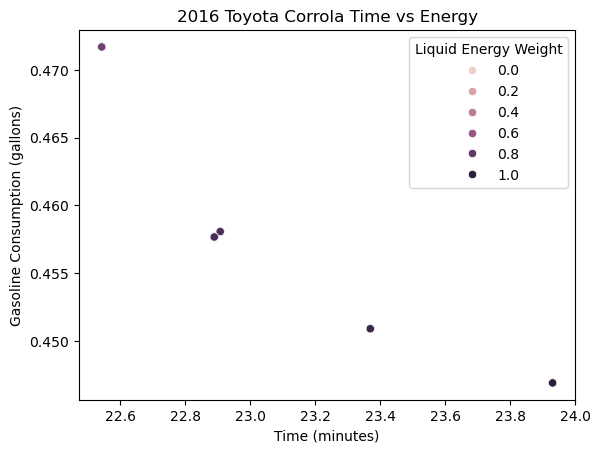 2016 Toyota Corrola Time vs Energy
Liquid Energy Weight
0.0
0.2
0.4
0.6
0.8
1.0
0.470
0.465
0.460
0.455
0.450
Gasoline Consumption (gallons)
22.6 22.8 23.0 23.2 23.4 23.6 23.8 24.0
Time (minutes)